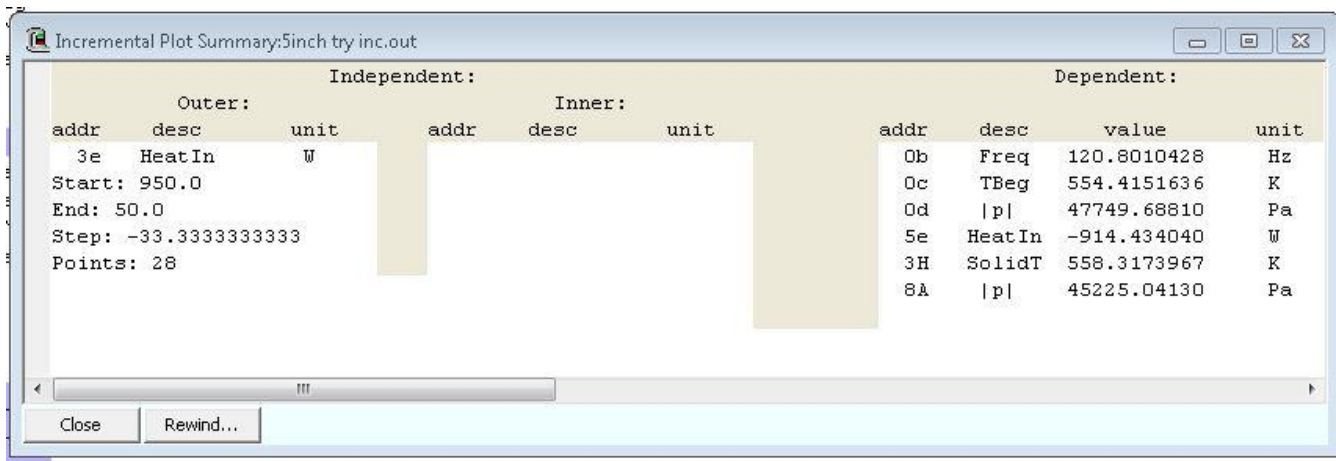 Incremental Plot Summary:5inch try inc.out
Independent: Dependent:
Outer: Inner:
addr desc unit addr desc unit addr desc value unit
3e HeatIn W 0b Freq 120.8010428 Hz
Start: 950.0 0c TBeg 554.4151636 K
End: 50.0 0d |p| 47749.68810 Pa
Step: -33.3333333333 5e HeatIn -914.434040 W
Points: 28 3H SolidT 558.3173967 K
8A |p| 45225.04130 Pa
Close Rewind...